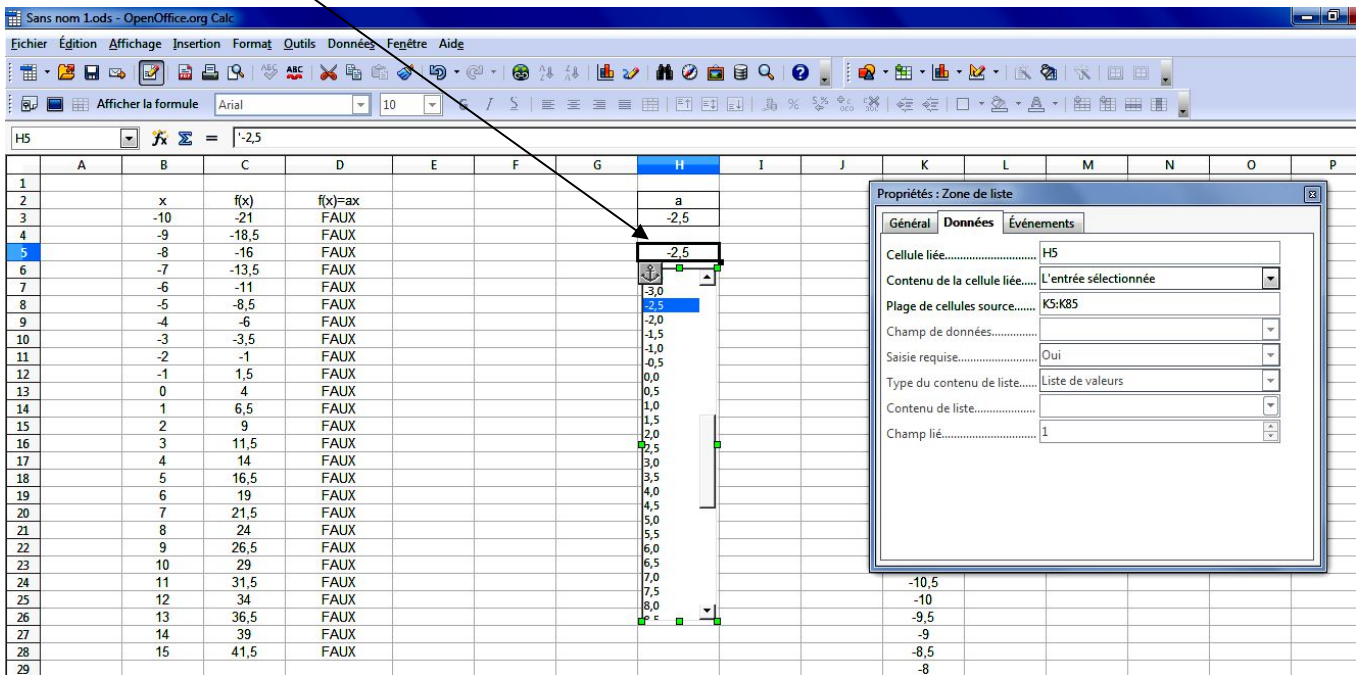 Sans nom 1.ods - OpenOffice.org Calc
Fichier Édition Affichage Insertion Format Outils Données Fenêtre Aide
Afficher la formule Arial 10 G I S
H5 = '-2,5
A B C D E F G H I J K L M N O P
1
2 x f(x) f(x)=ax a
3 -10 -21 FAUX -2,5
4 -9 -18,5 FAUX
5 -8 -16 FAUX -2,5
6 -7 -13,5 FAUX
7 -6 -11 FAUX
8 -5 -8,5 FAUX
9 -4 -6 FAUX
10 -3 -3,5 FAUX
11 -2 -1 FAUX
12 -1 1,5 FAUX
13 0 4 FAUX
14 1 6,5 FAUX
15 2 9 FAUX
16 3 11,5 FAUX
17 4 14 FAUX
18 5 16,5 FAUX
19 6 19 FAUX
20 7 21,5 FAUX
21 8 24 FAUX
22 9 26,5 FAUX
23 10 29 FAUX
24 11 31,5 FAUX -10,5
25 12 34 FAUX -10
26 13 36,5 FAUX -9,5
27 14 39 FAUX -9
28 15 41,5 FAUX -8,5
29 -8
-3,0
-2,5
-2,0
-1,5
-1,0
-0,5
0,0
0,5
1,0
1,5
2,0
2,5
3,0
3,5
4,0
4,5
5,0
5,5
6,0
6,5
7,0
7,5
8,0
Propriétés : Zone de liste
Général Données Événements
Cellule liée............................ H5
Contenu de la cellule liée..... L'entrée sélectionnée
Plage de cellules source....... K5:K85
Champ de données...............
Saisie requise......................... Oui
Type du contenu de liste...... Liste de valeurs
Contenu de liste....................
Champ lié.............................. 1